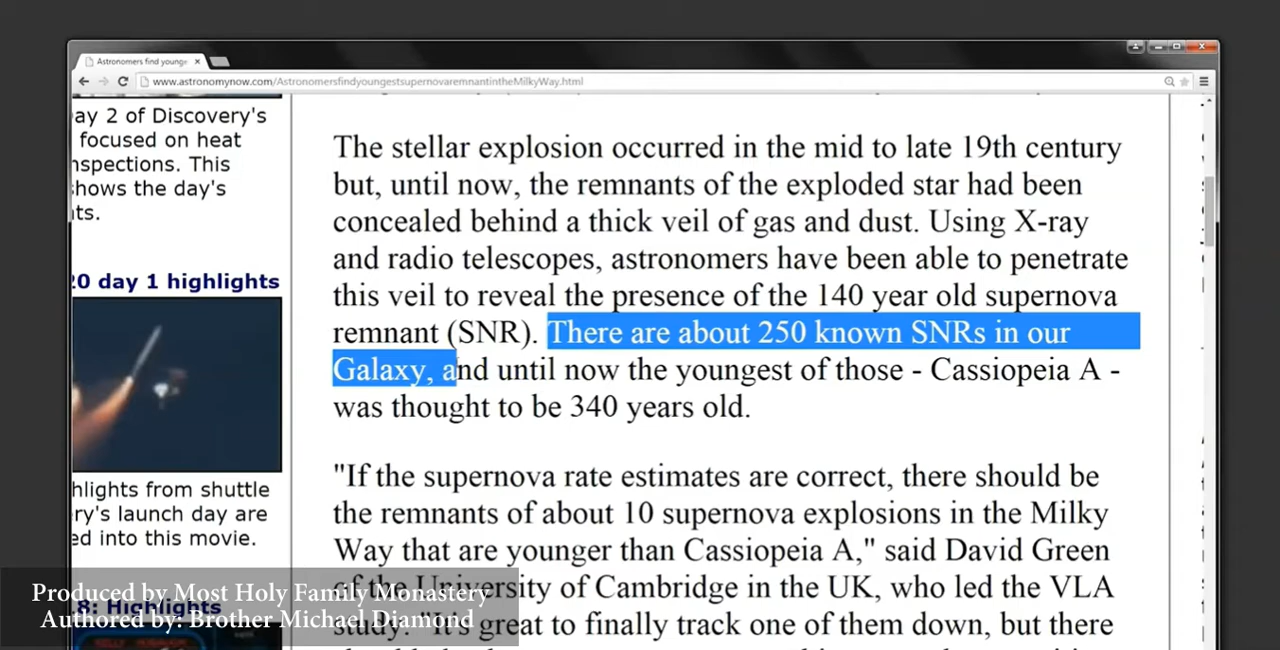 Astronomers find younge
www.astronomynow.com/AstronomersfindyoungestsupernovaremnantintheMilkyWay.html
ay 2 of Discovery's
focused on heat
nspections. This
hows the day's
ts.
20 day 1 highlights
hlights from shuttle
ry's launch day are
ed into this movie.
8: Highlights
The stellar explosion occurred in the mid to late 19th century
but, until now, the remnants of the exploded star had been
concealed behind a thick veil of gas and dust. Using X-ray
and radio telescopes, astronomers have been able to penetrate
this veil to reveal the presence of the 140 year old supernova
remnant (SNR). There are about 250 known SNRs in our
Galaxy, and until now the youngest of those - Cassiopeia A -
was thought to be 340 years old.
"If the supernova rate estimates are correct, there should be
the remnants of about 10 supernova explosions in the Milky
Way that are younger than Cassiopeia A," said David Green
of the University of Cambridge in the UK, who led the VLA
study. "It's great to finally track one of them down, but there
Produced by Most Holy Family Monastery
Authored by: Brother Michael Diamond